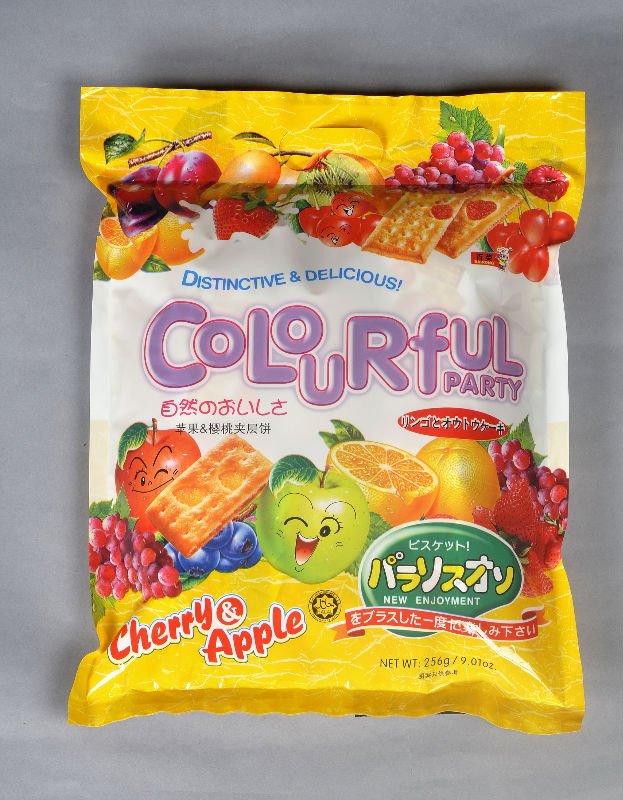 DISTINCTIVE & DELICIOUS!
COLOURfUL
PARTY
自然のおいしさ
苹果&樱桃夹层饼
リンゴとオウトウケーキ
ビスケット!
パラリスオソ
NEW ENJOYMENT
をプラスした一度
しみ下さい
Cherry &
Apple
NET WT: 256g / 9.01oz.